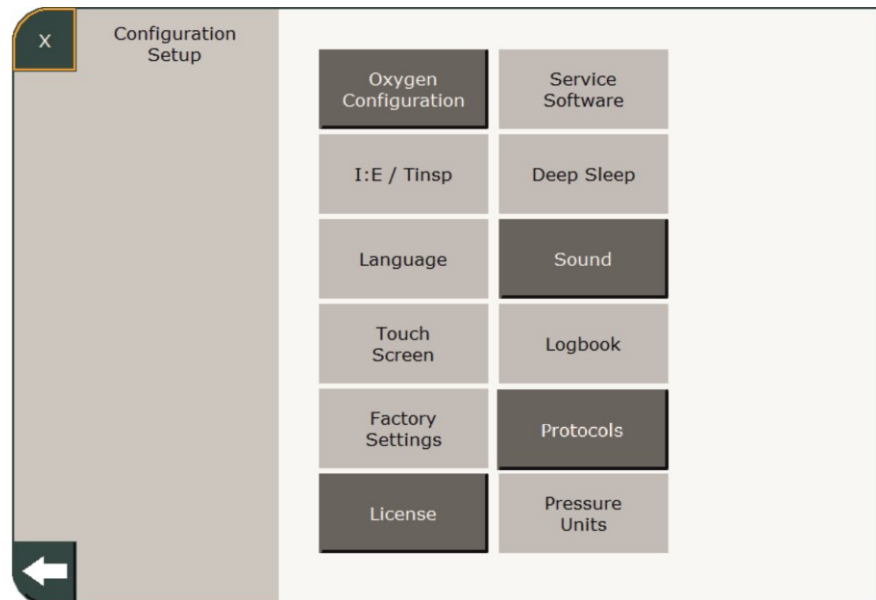 X
Configuration
Setup
Oxygen
Configuration
Service
Software
I:E / Tinsp
Deep Sleep
Language
Sound
Touch
Screen
Logbook
Factory
Settings
Protocols
License
Pressure
Units